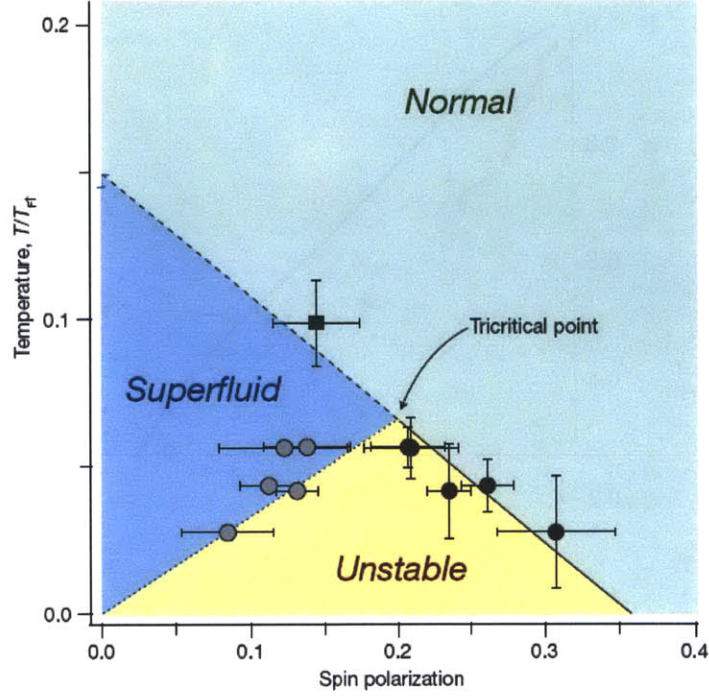 0.2
Normal
Temperature, T/T_F↑
0.1
Tricritical point
Superfluid
Unstable
0.0
0.0 0.1 0.2 0.3 0.4
Spin polarization